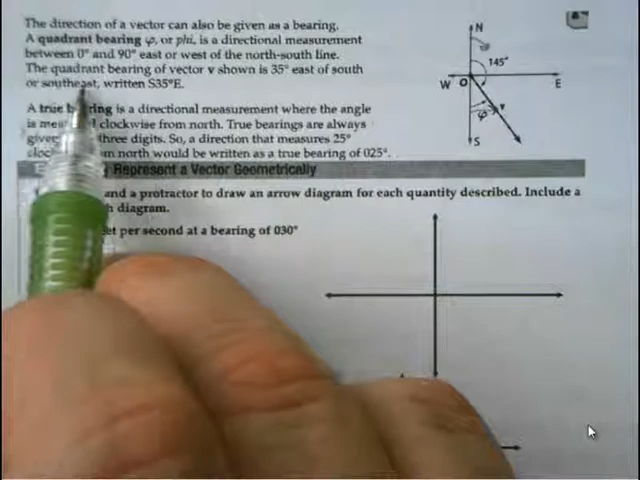 The direction of a vector can also be given as a bearing.
A quadrant bearing φ, or phi, is a directional measurement
between 0° and 90° east or west of the north-south line.
The quadrant bearing of vector v shown is 35° east of south
or southeast, written S35°E.
A true is a directional measurement where the angle
is clockwise from north. True bearings are always
three digits. So, a direction that measures 25°
from north would be written as a true bearing of 025°.
Represent a Vector Geometrically
and a protractor to draw an arrow diagram for each quantity described. Include a
diagram.
per second at a bearing of 030°
N
145°
W O E
v
φ
S